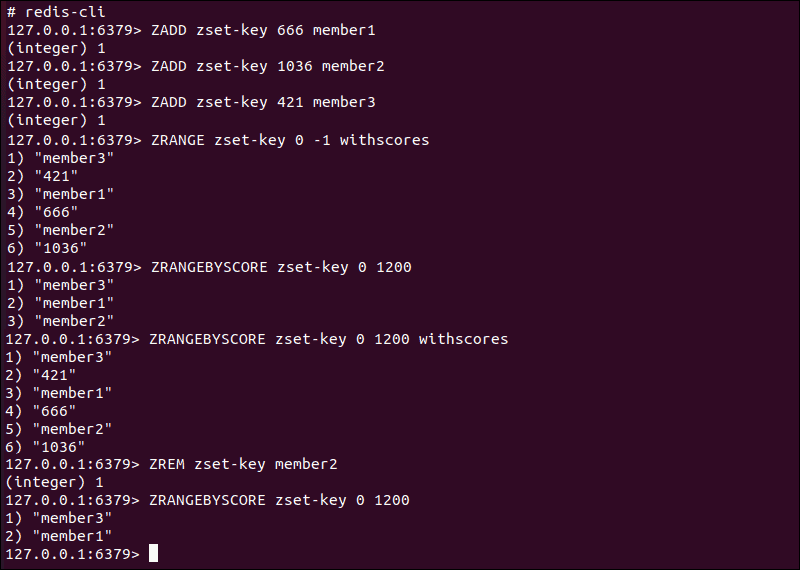 # redis-cli
127.0.0.1:6379> ZADD zset-key 666 member1
(integer) 1
127.0.0.1:6379> ZADD zset-key 1036 member2
(integer) 1
127.0.0.1:6379> ZADD zset-key 421 member3
(integer) 1
127.0.0.1:6379> ZRANGE zset-key 0 -1 withscores
1) "member3"
2) "421"
3) "member1"
4) "666"
5) "member2"
6) "1036"
127.0.0.1:6379> ZRANGEBYSCORE zset-key 0 1200
1) "member3"
2) "member1"
3) "member2"
127.0.0.1:6379> ZRANGEBYSCORE zset-key 0 1200 withscores
1) "member3"
2) "421"
3) "member1"
4) "666"
5) "member2"
6) "1036"
127.0.0.1:6379> ZREM zset-key member2
(integer) 1
127.0.0.1:6379> ZRANGEBYSCORE zset-key 0 1200
1) "member3"
2) "member1"
127.0.0.1:6379>